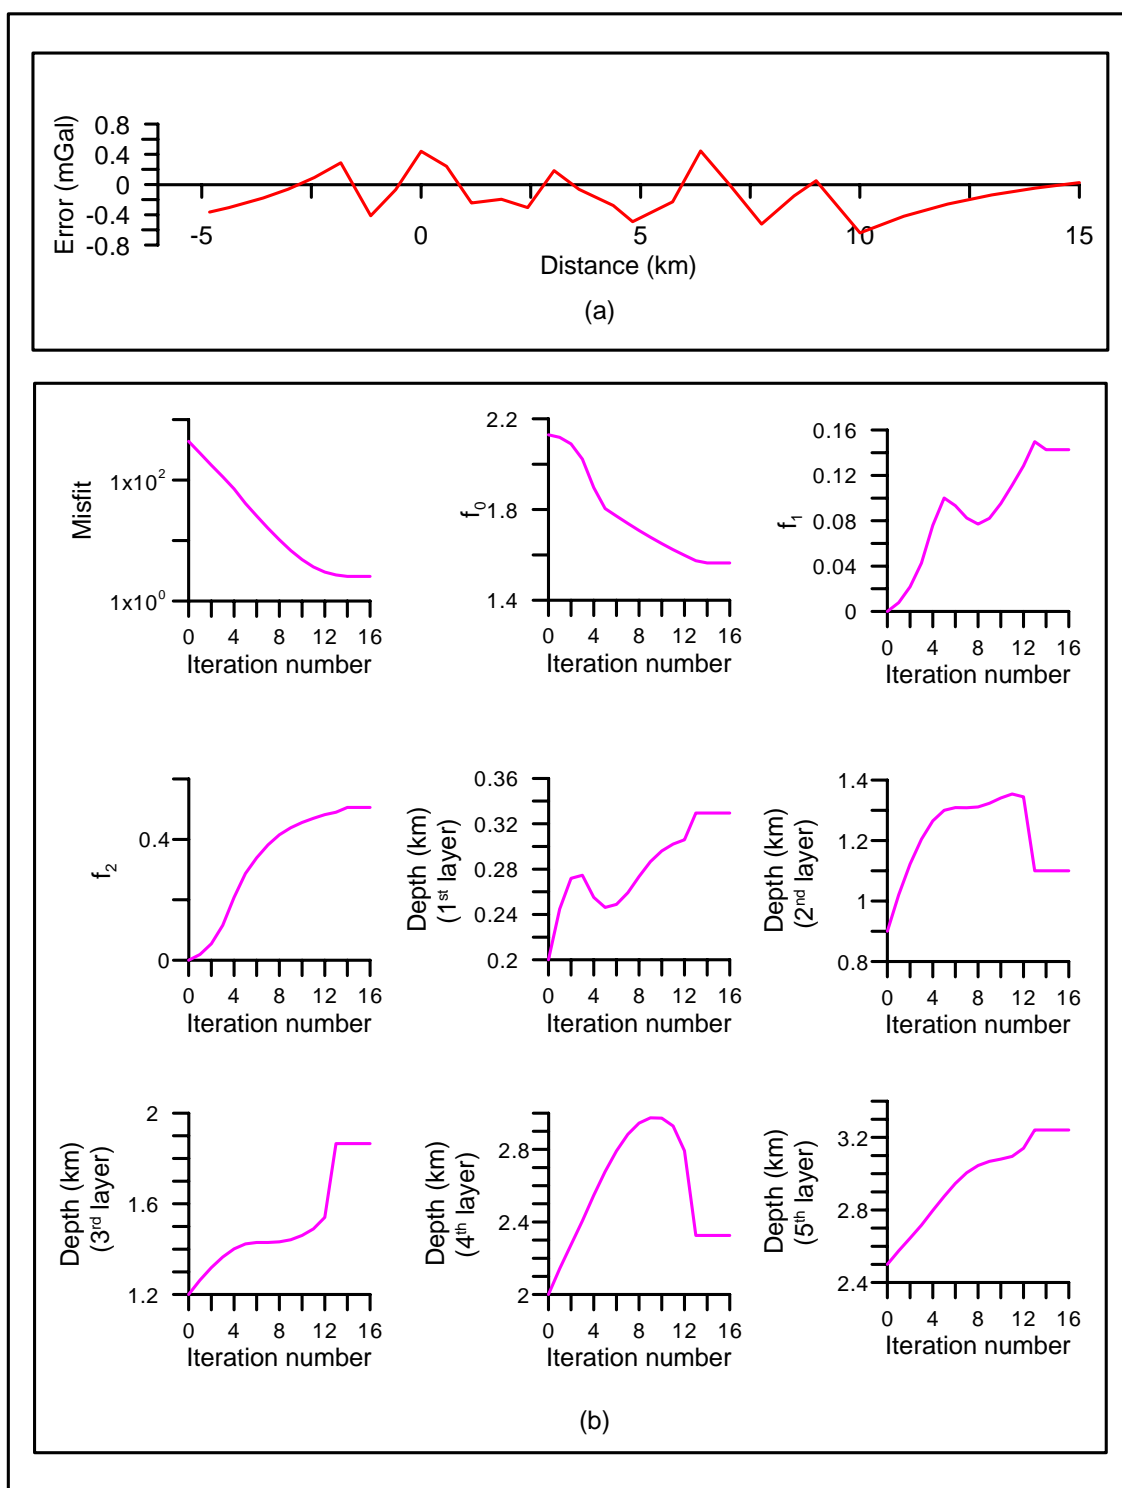 Error (mGal)
0.8
0.4
0
-0.4
-0.8
-5 0 5 10 15
Distance (km)
(a)
Misfit
1x10²
1x10⁰
0 4 8 12 16
Iteration number
f₀
2.2
1.8
1.4
0 4 8 12 16
Iteration number
f₁
0.16
0.12
0.08
0.04
0
0 4 8 12 16
Iteration number
f₂
0.4
0
0 4 8 12 16
Iteration number
Depth (km)
(1ˢᵗ layer)
0.36
0.32
0.28
0.24
0.2
0 4 8 12 16
Iteration number
Depth (km)
(2ⁿᵈ layer)
1.4
1.2
1
0.8
0 4 8 12 16
Iteration number
Depth (km)
(3ʳᵈ layer)
2
1.6
1.2
0 4 8 12 16
Iteration number
Depth (km)
(4ᵗʰ layer)
2.8
2.4
2
0 4 8 12 16
Iteration number
Depth (km)
(5ᵗʰ layer)
3.2
2.8
2.4
0 4 8 12 16
Iteration number
(b)